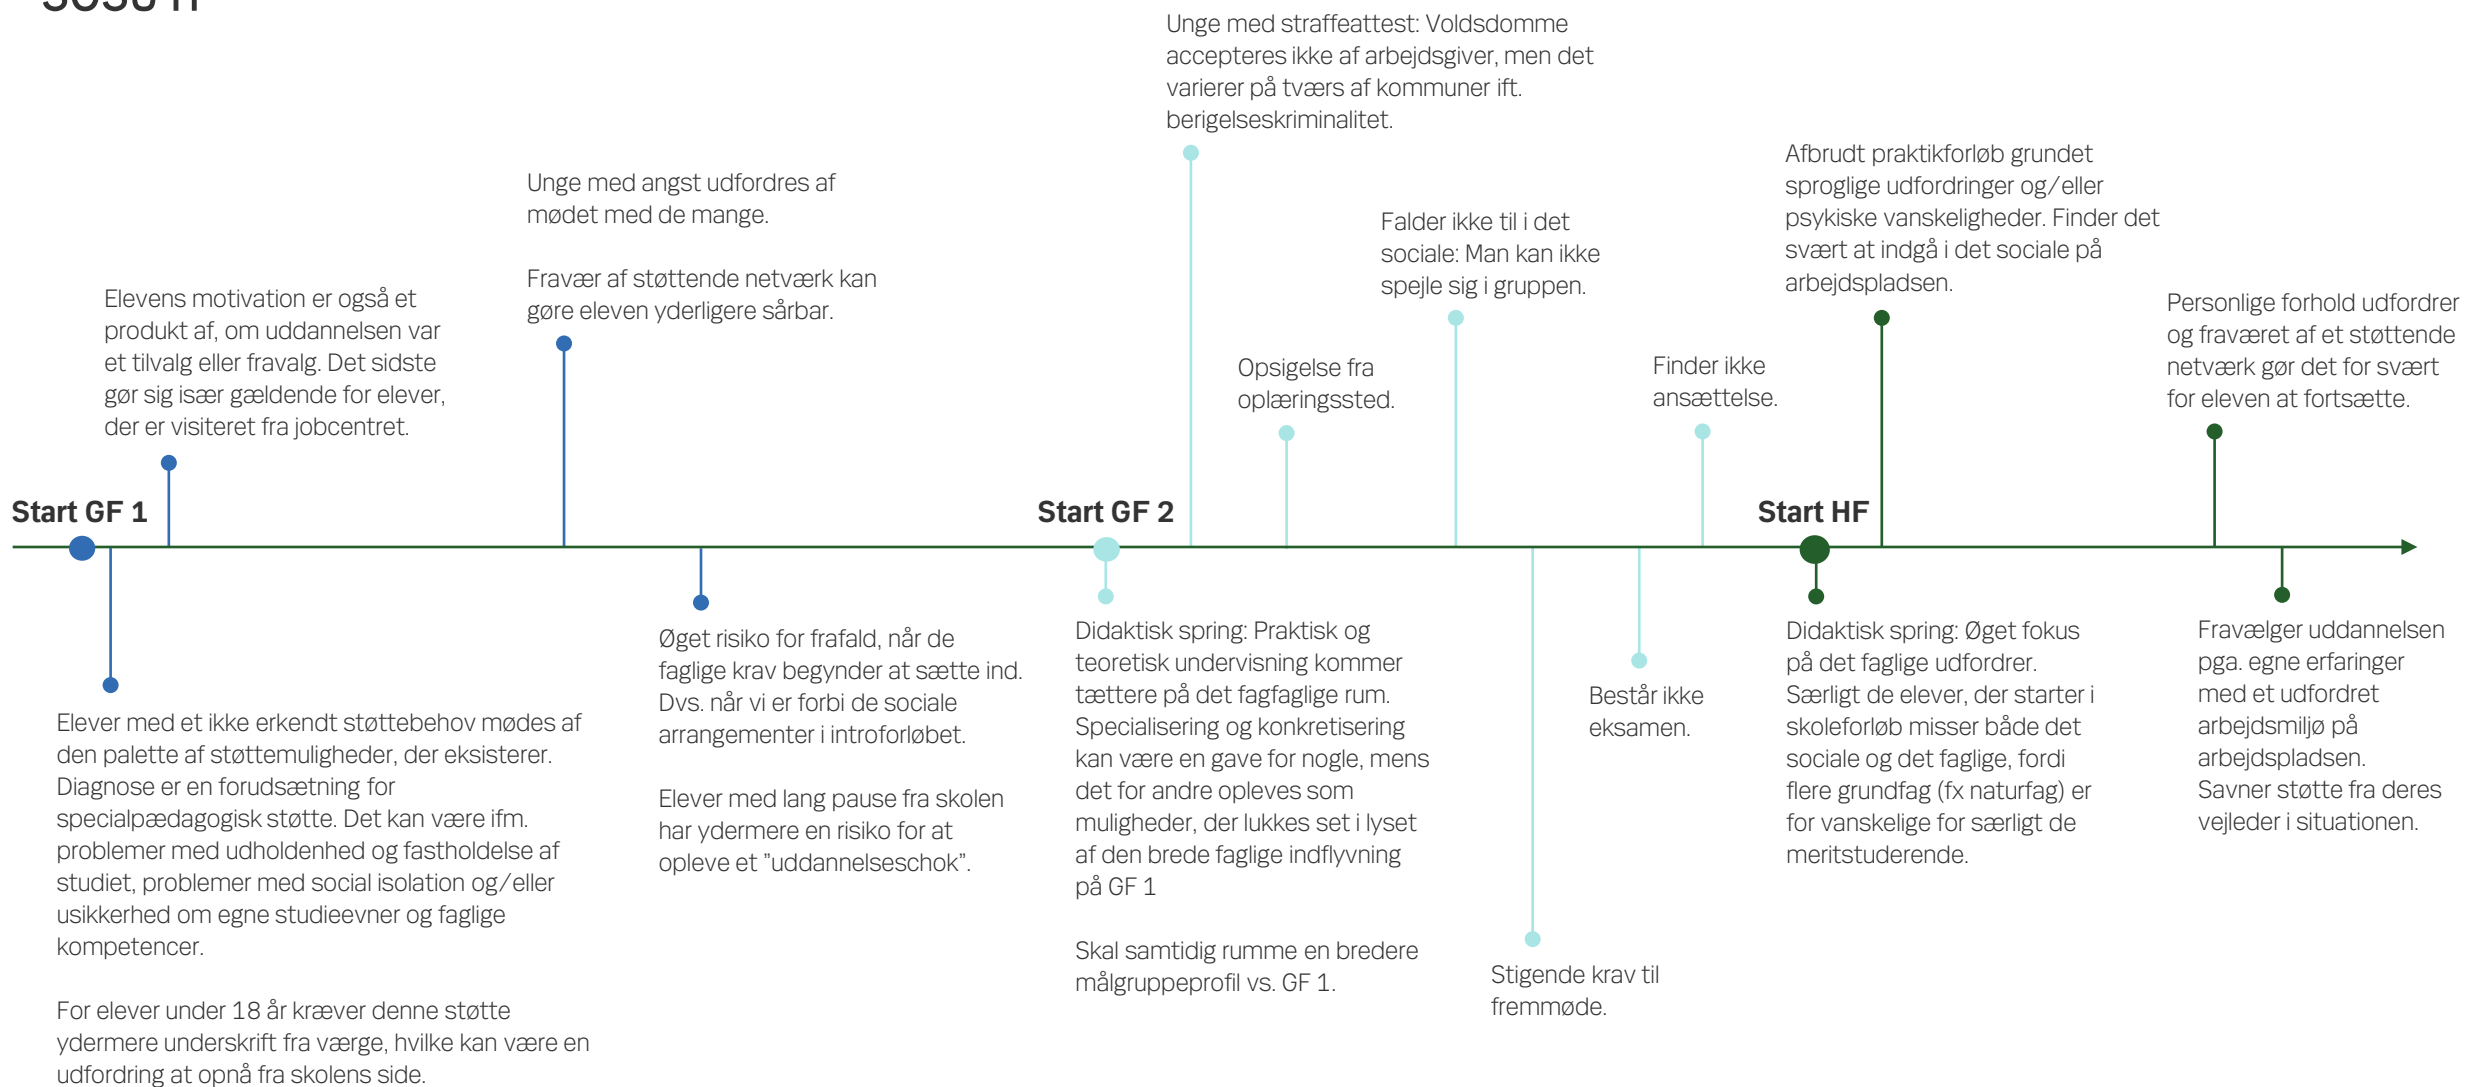 SOSU H
Unge med straffeattest: Voldsdomme
accepteres ikke af arbejdsgiver, men det
varierer på tværs af kommuner ift.
berigelseskriminalitet.
Unge med angst udfordres af
mødet med de mange.
Fravær af støttende netværk kan
gøre eleven yderligere sårbar.
Elevens motivation er også et
produkt af, om uddannelsen var
et tilvalg eller fravalg. Det sidste
gør sig især gældende for elever,
der er visiteret fra jobcentret.
Falder ikke til i det
sociale: Man kan ikke
spejle sig i gruppen.
Opsigelse fra
oplæringssted.
Finder ikke
ansættelse.
Afbrudt praktikforløb grundet
sproglige udfordringer og/eller
psykiske vanskeligheder. Finder det
svært at indgå i det sociale på
arbejdspladsen.
Personlige forhold udfordrer
og fraværet af et støttende
netværk gør det for svært
for eleven at fortsætte.
Start GF 1
Start GF 2
Start HF
Elever med et ikke erkendt støttebehov mødes af
den palette af støttemuligheder, der eksisterer.
Diagnose er en forudsætning for
specialpædagogisk støtte. Det kan være ifm.
problemer med udholdenhed og fastholdelse af
studiet, problemer med social isolation og/eller
usikkerhed om egne studieevner og faglige
kompetencer.
For elever under 18 år kræver denne støtte
ydermere underskrift fra værge, hvilke kan være en
udfordring at opnå fra skolens side.
Øget risiko for frafald, når de
faglige krav begynder at sætte ind.
Dvs. når vi er forbi de sociale
arrangementer i introforløbet.
Elever med lang pause fra skolen
har ydermere en risiko for at
opleve et ”uddannelseschok”.
Didaktisk spring: Praktisk og
teoretisk undervisning kommer
tættere på det fagfaglige rum.
Specialisering og konkretisering
kan være en gave for nogle, mens
det for andre opleves som
muligheder, der lukkes set i lyset
af den brede faglige indflyvning
på GF 1
Skal samtidig rumme en bredere
målgruppeprofil vs. GF 1.
Stigende krav til
fremmøde.
Består ikke
eksamen.
Didaktisk spring: Øget fokus
på det faglige udfordrer.
Særligt de elever, der starter i
skoleforløb misser både det
sociale og det faglige, fordi
flere grundfag (fx naturfag) er
for vanskelige for særligt de
meritstuderende.
Fravælger uddannelsen
pga. egne erfaringer
med et udfordret
arbejdsmiljø på
arbejdspladsen.
Savner støtte fra deres
vejleder i situationen.